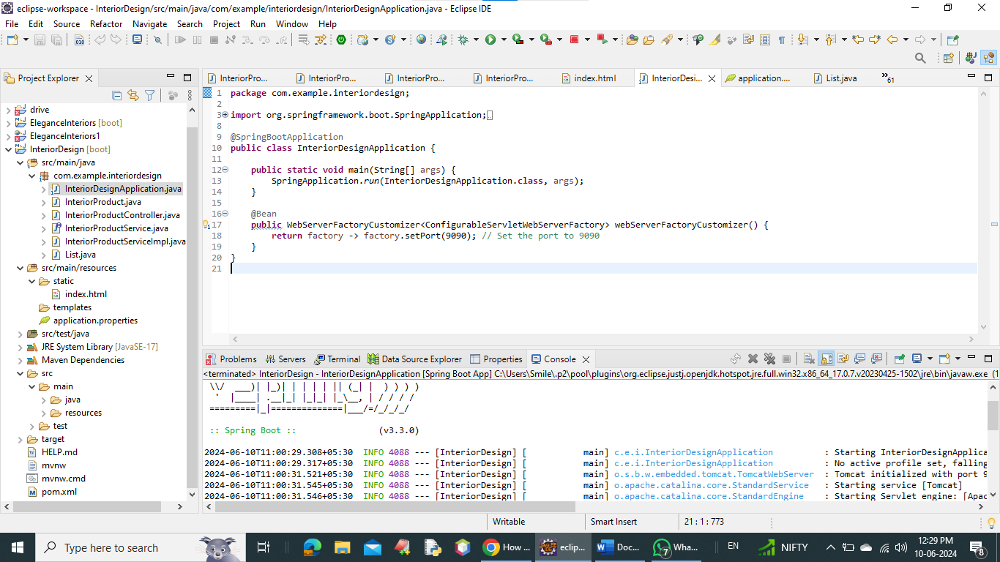 eclipse-workspace - InteriorDesign/src/main/java/com/example/interiordesign/InteriorDesignApplication.java - Eclipse IDE
File Edit Source Refactor Navigate Search Project Run Window Help
Project Explorer
drive
EleganceInteriors [boot]
EleganceInteriors1
InteriorDesign [boot]
src/main/java
com.example.interiordesign
InteriorDesignApplication.java
InteriorProduct.java
InteriorProductController.java
InteriorProductService.java
InteriorProductServiceImpl.java
List.java
src/main/resources
static
index.html
templates
application.properties
src/test/java
JRE System Library [JavaSE-17]
Maven Dependencies
src
main
java
resources
test
target
HELP.md
mvnw
mvnw.cmd
pom.xml
InteriorPro... InteriorPro... InteriorPro... InteriorPro... index.html InteriorDesi... application.... List.java »61
1 package com.example.interiordesign;
2
3 import org.springframework.boot.SpringApplication;
8
9 @SpringBootApplication
10 public class InteriorDesignApplication {
11
12 public static void main(String[] args) {
13 SpringApplication.run(InteriorDesignApplication.class, args);
14 }
15
16 @Bean
17 public WebServerFactoryCustomizer<ConfigurableServletWebServerFactory> webServerFactoryCustomizer() {
18 return factory -> factory.setPort(9090); // Set the port to 9090
19 }
20 }
21
Problems Servers Terminal Data Source Explorer Properties Console
<terminated> InteriorDesign - InteriorDesignApplication [Spring Boot App] C:\Users\Smile\.p2\pool\plugins\org.eclipse.justj.openjdk.hotspot.jre.full.win32.x86_64_17.0.7.v20230425-1502\jre\bin\javaw.exe (1
\\/  ___)| |_)| | | | | || (_| |  ) ) ) )
'  |____| .__|_| |_|_| |_\__, | / / / /
=========|_|==============|___/=/_/_/_/
:: Spring Boot :: (v3.3.0)
2024-06-10T11:00:29.308+05:30 INFO 4088 --- [InteriorDesign] [ main] c.e.i.InteriorDesignApplication : Starting InteriorDesignApplica
2024-06-10T11:00:29.317+05:30 INFO 4088 --- [InteriorDesign] [ main] c.e.i.InteriorDesignApplication : No active profile set, falling
2024-06-10T11:00:31.521+05:30 INFO 4088 --- [InteriorDesign] [ main] o.s.b.w.embedded.tomcat.TomcatWebServer : Tomcat initialized with port 9
2024-06-10T11:00:31.545+05:30 INFO 4088 --- [InteriorDesign] [ main] o.apache.catalina.core.StandardService : Starting service [Tomcat]
2024-06-10T11:00:31.546+05:30 INFO 4088 --- [InteriorDesign] [ main] o.apache.catalina.core.StandardEngine : Starting Servlet engine: [Apac
Writable Smart Insert 21 : 1 : 773
Type here to search How ... eclip... Doc... 7 Wha... EN NIFTY 12:29 PM 8
10-06-2024